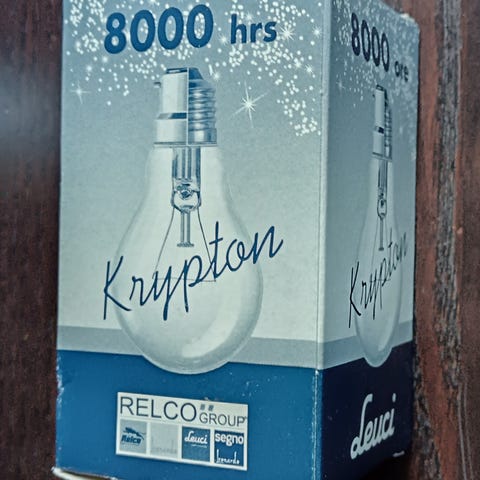 8000 hrs
Krypton
RELCO GROUP
Relco
Leuci
segno
8000 ore
Krypton
Leuci